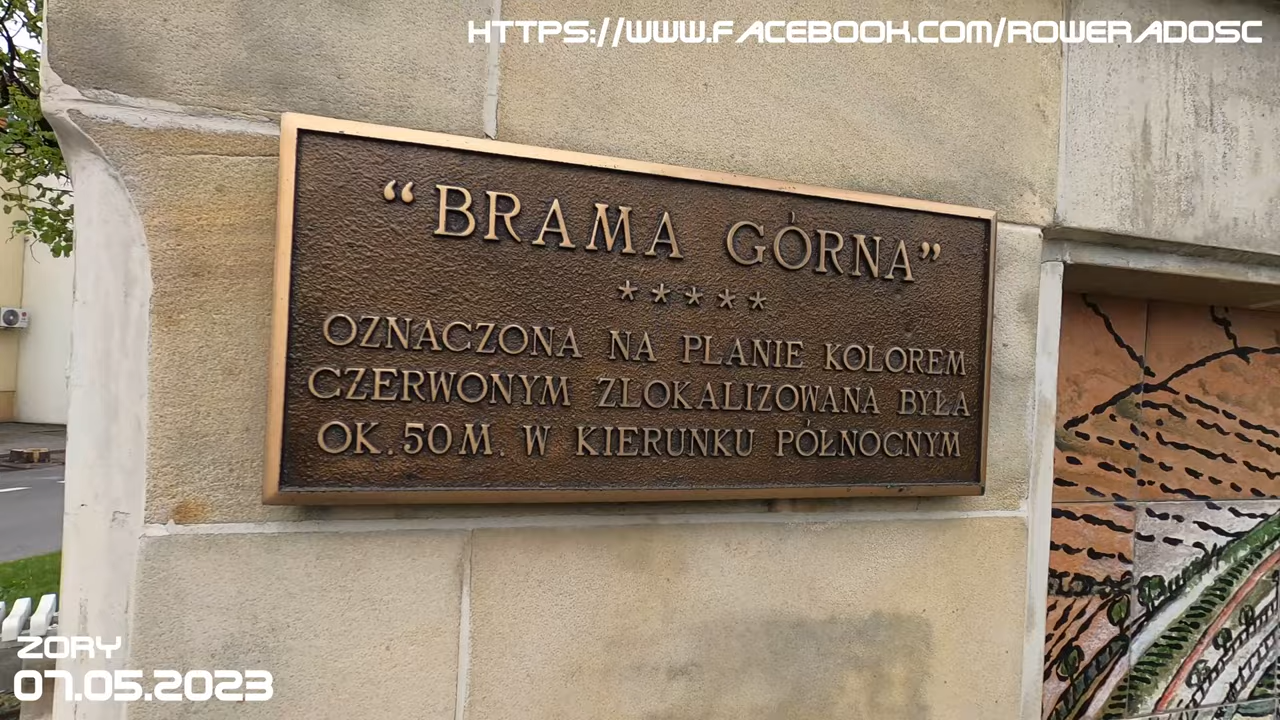 HTTPS://WWW.FACEBOOK.COM/ROWERADOSC
“BRAMA GÓRNA”
* * * * *
OZNACZONA NA PLANIE KOLOREM
CZERWONYM ZLOKALIZOWANA BYŁA
OK. 50 M. W KIERUNKU PÓŁNOCNYM
ZORY
07.05.2023